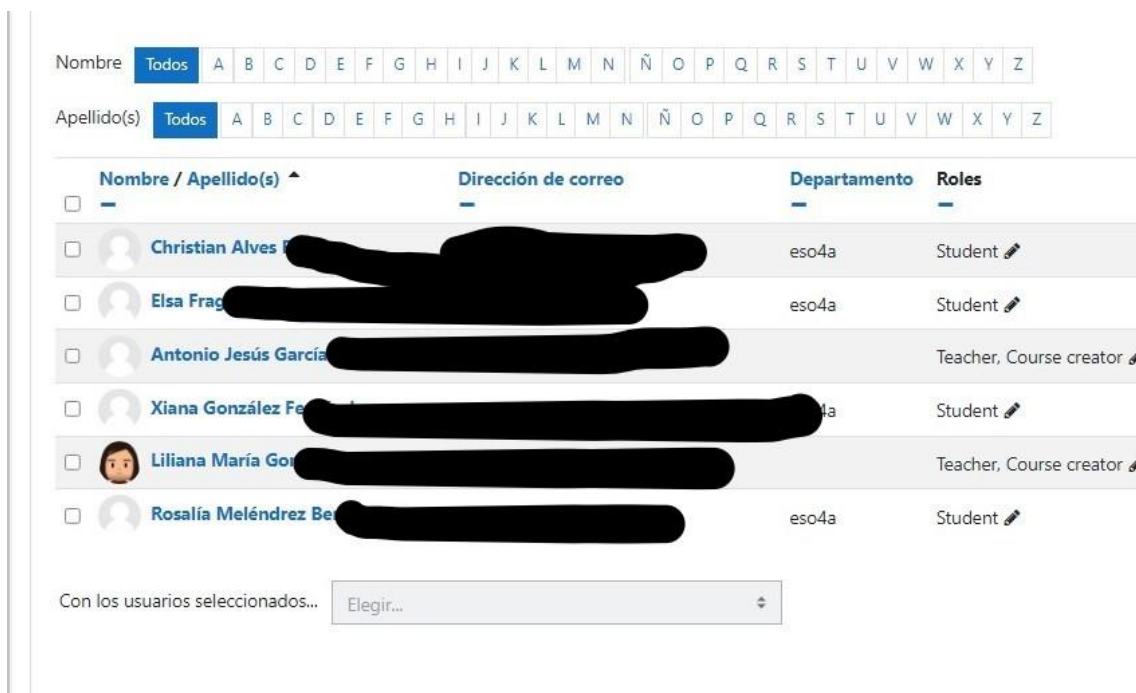 Nombre Todos A B C D E F G H I J K L M N Ñ O P Q R S T U V W X Y Z
Apellido(s) Todos A B C D E F G H I J K L M N Ñ O P Q R S T U V W X Y Z
Nombre / Apellido(s) Dirección de correo Departamento Roles
Christian Alves eso4a Student
Elsa Frag eso4a Student
Antonio Jesús García Teacher, Course creator
Xiana González Student
Liliana María Teacher, Course creator
Rosalía Meléndrez eso4a Student
Con los usuarios seleccionados... Elegir...